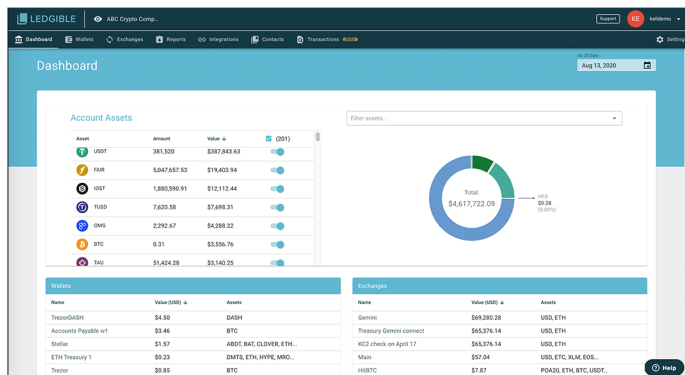 LEDGIBLE ABC Crypto Comp.. Support KE kelldemo
Dashboard Wallets Exchanges Reports Integrations Contacts Transactions Setting
Dashboard
As Of Date
Aug 13, 2020
Account Assets
Filter assets...
Asset Amount Value (201)
USDT 381,520 $387,843.63
FAIR 5,047,657.53 $19,403.94
IOST 1,880,590.91 $12,112.44
TUSD 7,620.58 $7,698.31
OMG 2,292.67 $4,288.22
BTC 0.31 $3,556.76
TAU 51,424.28 $3,140.25
Total:
$4,617,722.09
HEX
$0.28
(0.00%)
Wallets
Name Value (USD) Assets
TrezorDASH $4.50 DASH
Accounts Payable w1 $3.46 BTC
Stellar $1.57 ABDT, BAT, CLOVER, ETH...
ETH Treasury 1 $0.23 DMTS, ETH, HYPE, MRO...
Trezor $0.85 BTC
Exchanges
Name Value (USD) Assets
Gemini $69,280.28 USD, ETH
Treasury Gemini connect $65,376.14 USD, ETH
KC2 check on April 17 $65,376.14 USD, ETH
Main $57.04 USD, ETC, XLM, EOS...
HitBTC $7.87 POA20, ETH, BTC, USDT...
Help